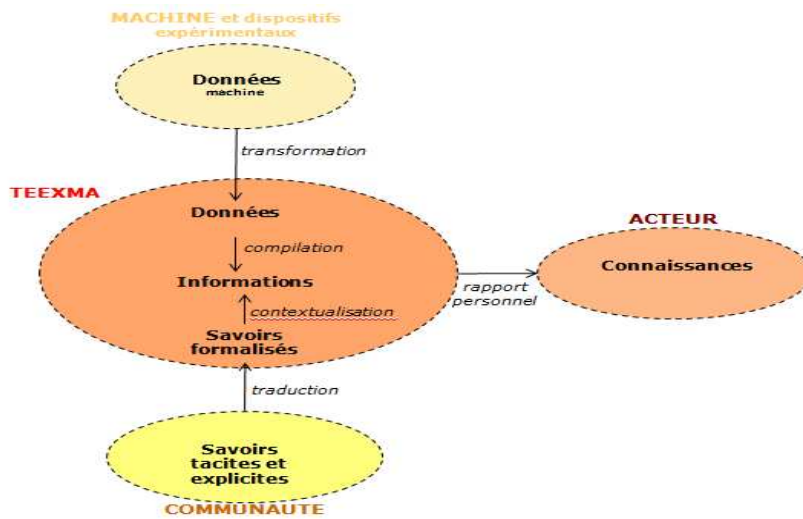 MACHINE et dispositifs
expérimentaux
Données
machine
transformation
TEEXMA
Données
compilation
Informations
contextualisation
Savoirs
formalisés
rapport
personnel
ACTEUR
Connaissances
traduction
Savoirs
tacites et
explicites
COMMUNAUTE